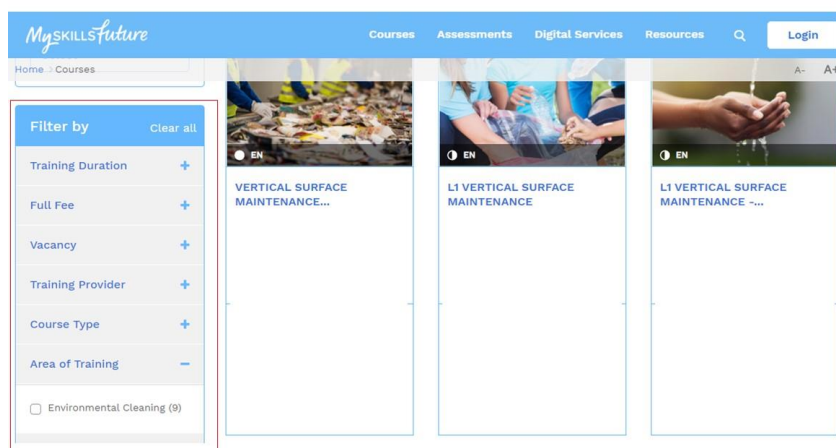 MySKILLSfuture
Courses Assessments Digital Services Resources Login
Home > Courses
A- A+
Filter by Clear all
Training Duration +
Full Fee +
Vacancy +
Training Provider +
Course Type +
Area of Training −
Environmental Cleaning (9)
EN
VERTICAL SURFACE
MAINTENANCE...
EN
L1 VERTICAL SURFACE
MAINTENANCE
EN
L1 VERTICAL SURFACE
MAINTENANCE -...